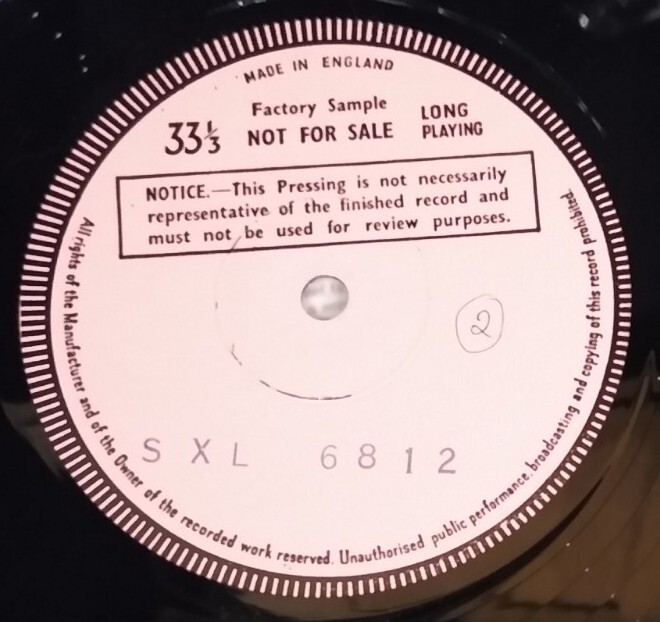 MADE IN ENGLAND
Factory Sample
33⅓ NOT FOR SALE LONG PLAYING
NOTICE.—This Pressing is not necessarily
representative of the finished record and
must not be used for review purposes.
2
SXL 6812
All rights of the Manufacturer and of the Owner of the recorded work reserved. Unauthorised public performance, broadcasting and copying of this record prohibited.